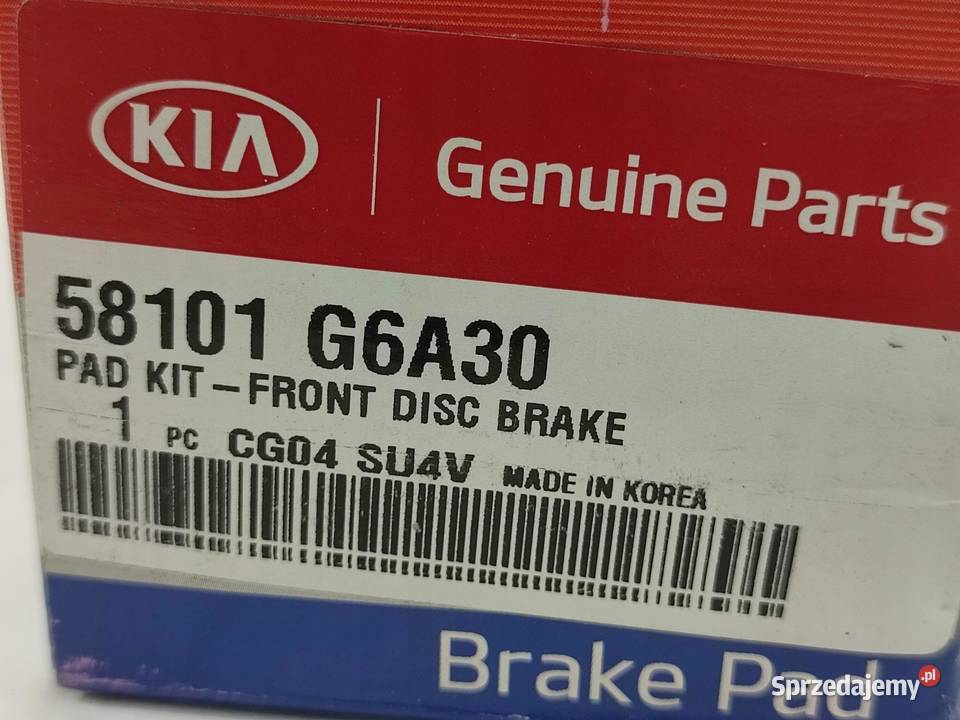 KIA
Genuine Parts
58101 G6A30
PAD KIT-FRONT DISC BRAKE
1 PC CG04 SU4V MADE IN KOREA
Brake Pad
Sprzedajemy.pl